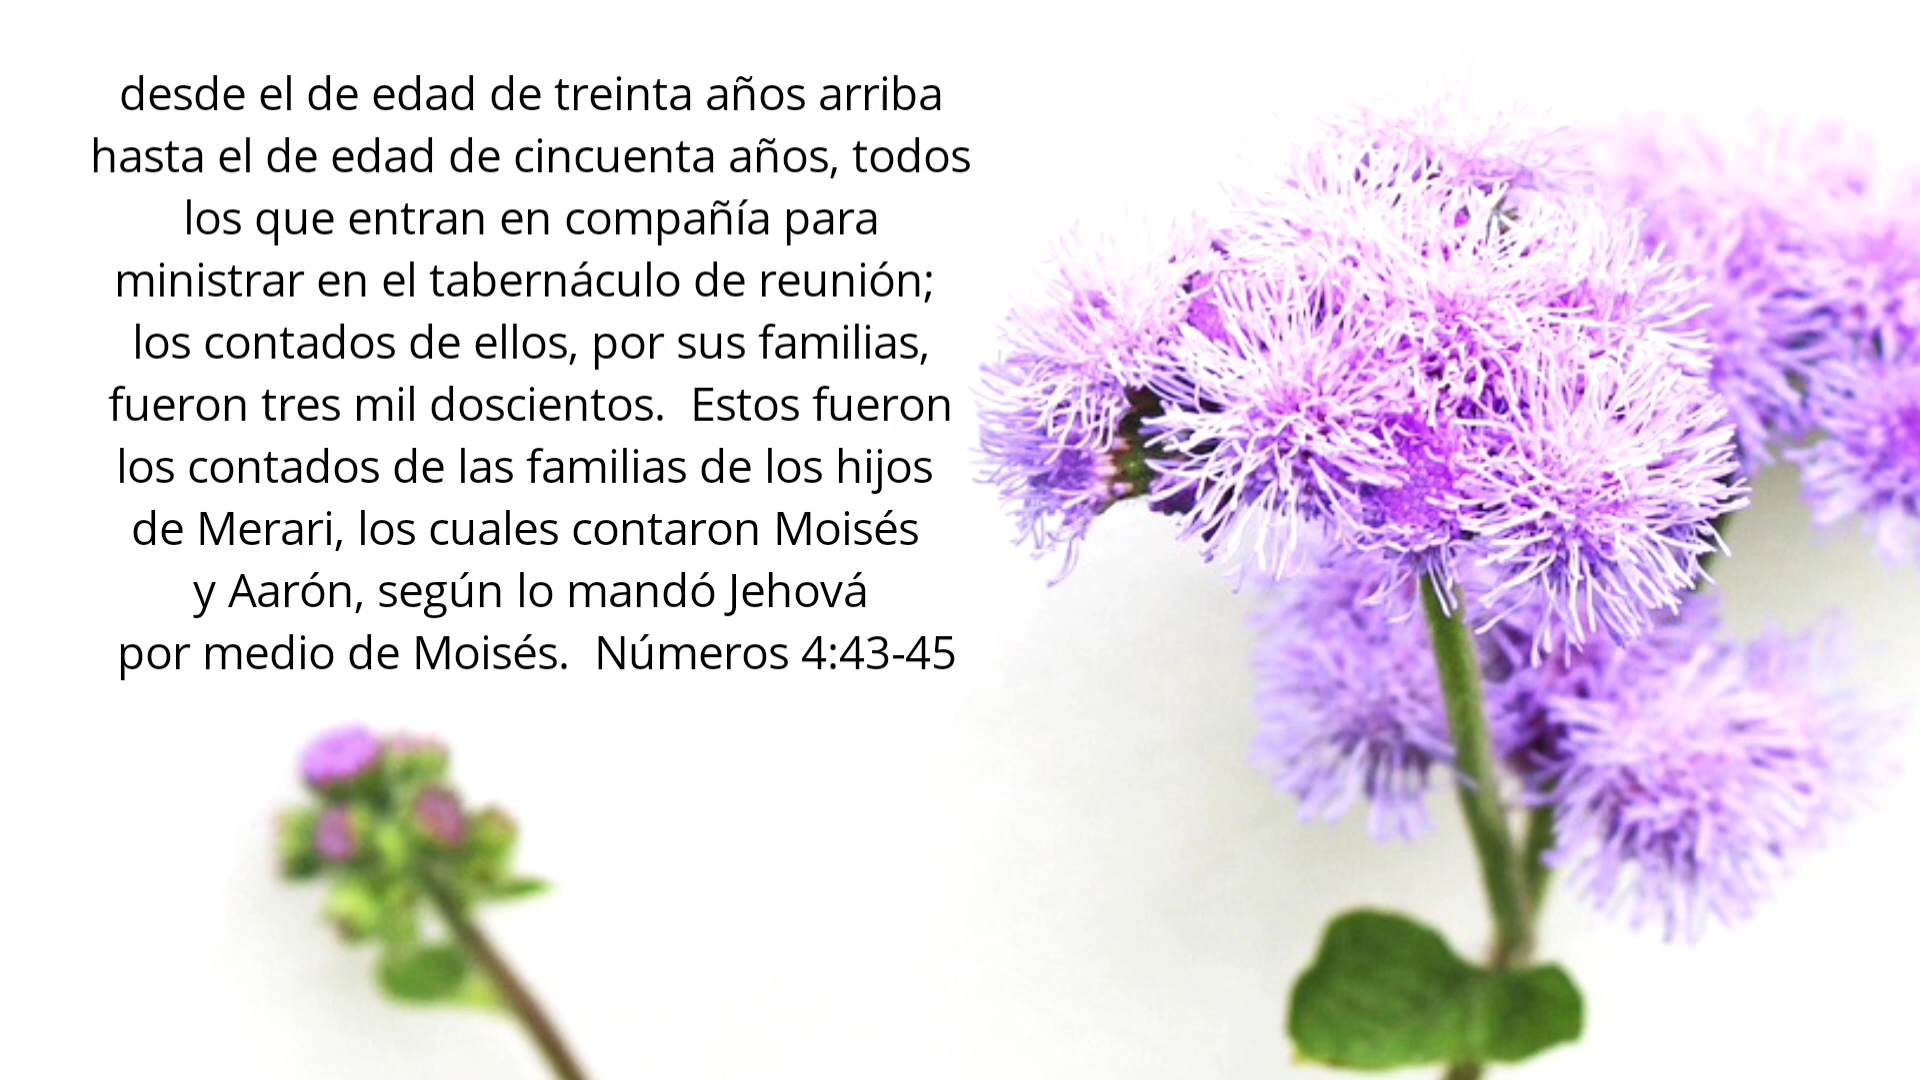 desde el de edad de treinta años arriba
hasta el de edad de cincuenta años, todos
los que entran en compañía para
ministrar en el tabernáculo de reunión;
los contados de ellos, por sus familias,
fueron tres mil doscientos.  Estos fueron
los contados de las familias de los hijos
de Merari, los cuales contaron Moisés
y Aarón, según lo mandó Jehová
por medio de Moisés.  Números 4:43-45